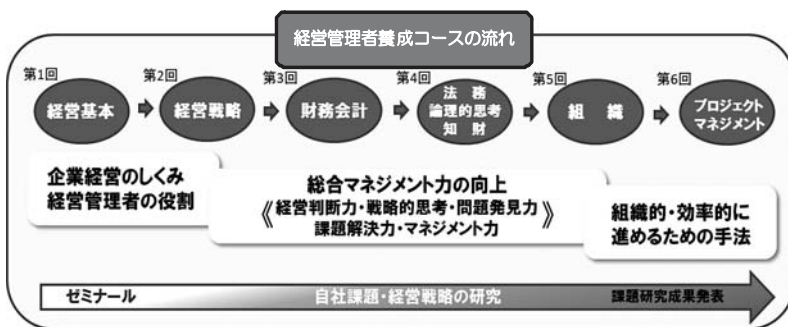 経営管理者養成コースの流れ
第1回
経営基本
第2回
経営戦略
第3回
財務会計
第4回
法務
論理的思考
知財
第5回
組織
第6回
プロジェクト
マネジメント
企業経営のしくみ
経営管理者の役割
総合マネジメント力の向上
《経営判断力・戦略的思考・問題発見力
課題解決力・マネジメント力》
組織的・効率的に
進めるための手法
ゼミナール
自社課題・経営戦略の研究
課題研究成果発表